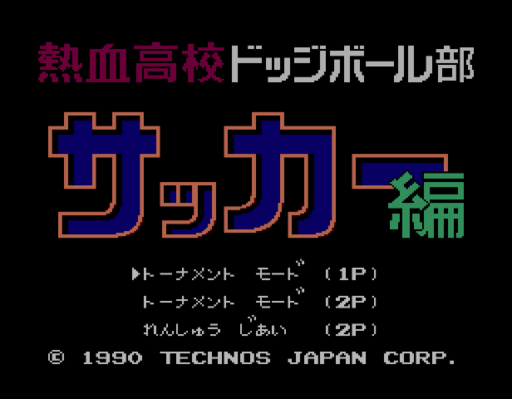 熱血高校ドッジボール部
サッカー編
▶トーナメント モード (1P)
トーナメント モード (2P)
れんしゅう じあい (2P)
© 1990 TECHNOS JAPAN CORP.